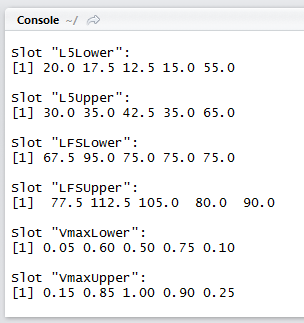 Console ~/
Slot "L5Lower":
[1] 20.0 17.5 12.5 15.0 55.0
Slot "L5Upper":
[1] 30.0 35.0 42.5 35.0 65.0
Slot "LFSLower":
[1] 67.5 95.0 75.0 75.0 75.0
Slot "LFSUpper":
[1]  77.5 112.5 105.0  80.0  90.0
Slot "VmaxLower":
[1] 0.05 0.60 0.50 0.75 0.10
Slot "VmaxUpper":
[1] 0.15 0.85 1.00 0.90 0.25